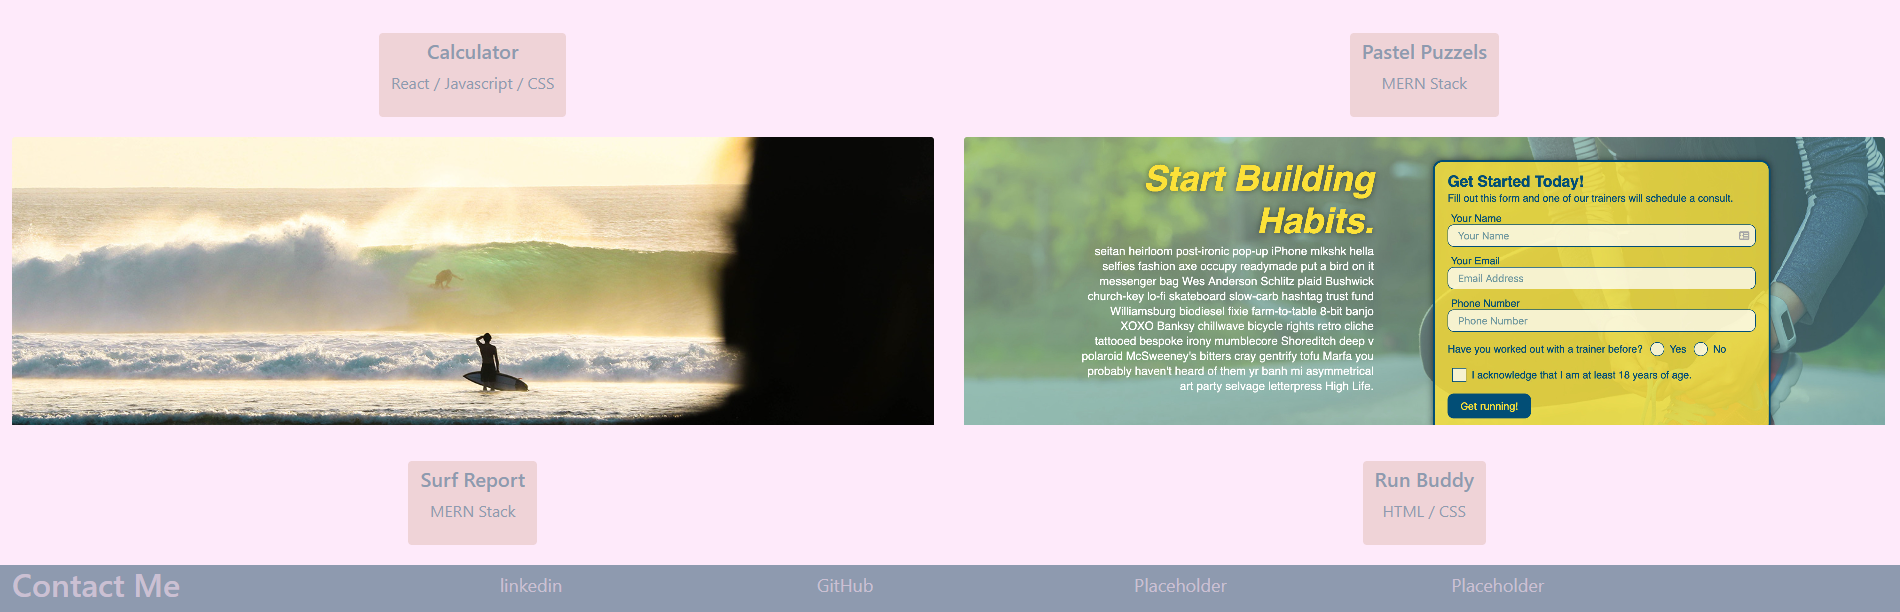 Calculator
React / Javascript / CSS
Pastel Puzzels
MERN Stack
Start Building
Habits.
seitan heirloom post-ironic pop-up iPhone mlkshk hella
selfies fashion axe occupy readymade put a bird on it
messenger bag Wes Anderson Schlitz plaid Bushwick
church-key lo-fi skateboard slow-carb hashtag trust fund
Williamsburg biodiesel fixie farm-to-table 8-bit banjo
XOXO Banksy chillwave bicycle rights retro cliche
tattooed bespoke irony mumblecore Shoreditch deep v
polaroid McSweeney's bitters cray gentrify tofu Marfa you
probably haven't heard of them yr banh mi asymmetrical
art party selvage letterpress High Life.
Get Started Today!
Fill out this form and one of our trainers will schedule a consult.
Your Name
Your Name
Your Email
Email Address
Phone Number
Phone Number
Have you worked out with a trainer before? Yes No
I acknowledge that I am at least 18 years of age.
Get running!
Surf Report
MERN Stack
Run Buddy
HTML / CSS
Contact Me
linkedin
GitHub
Placeholder
Placeholder